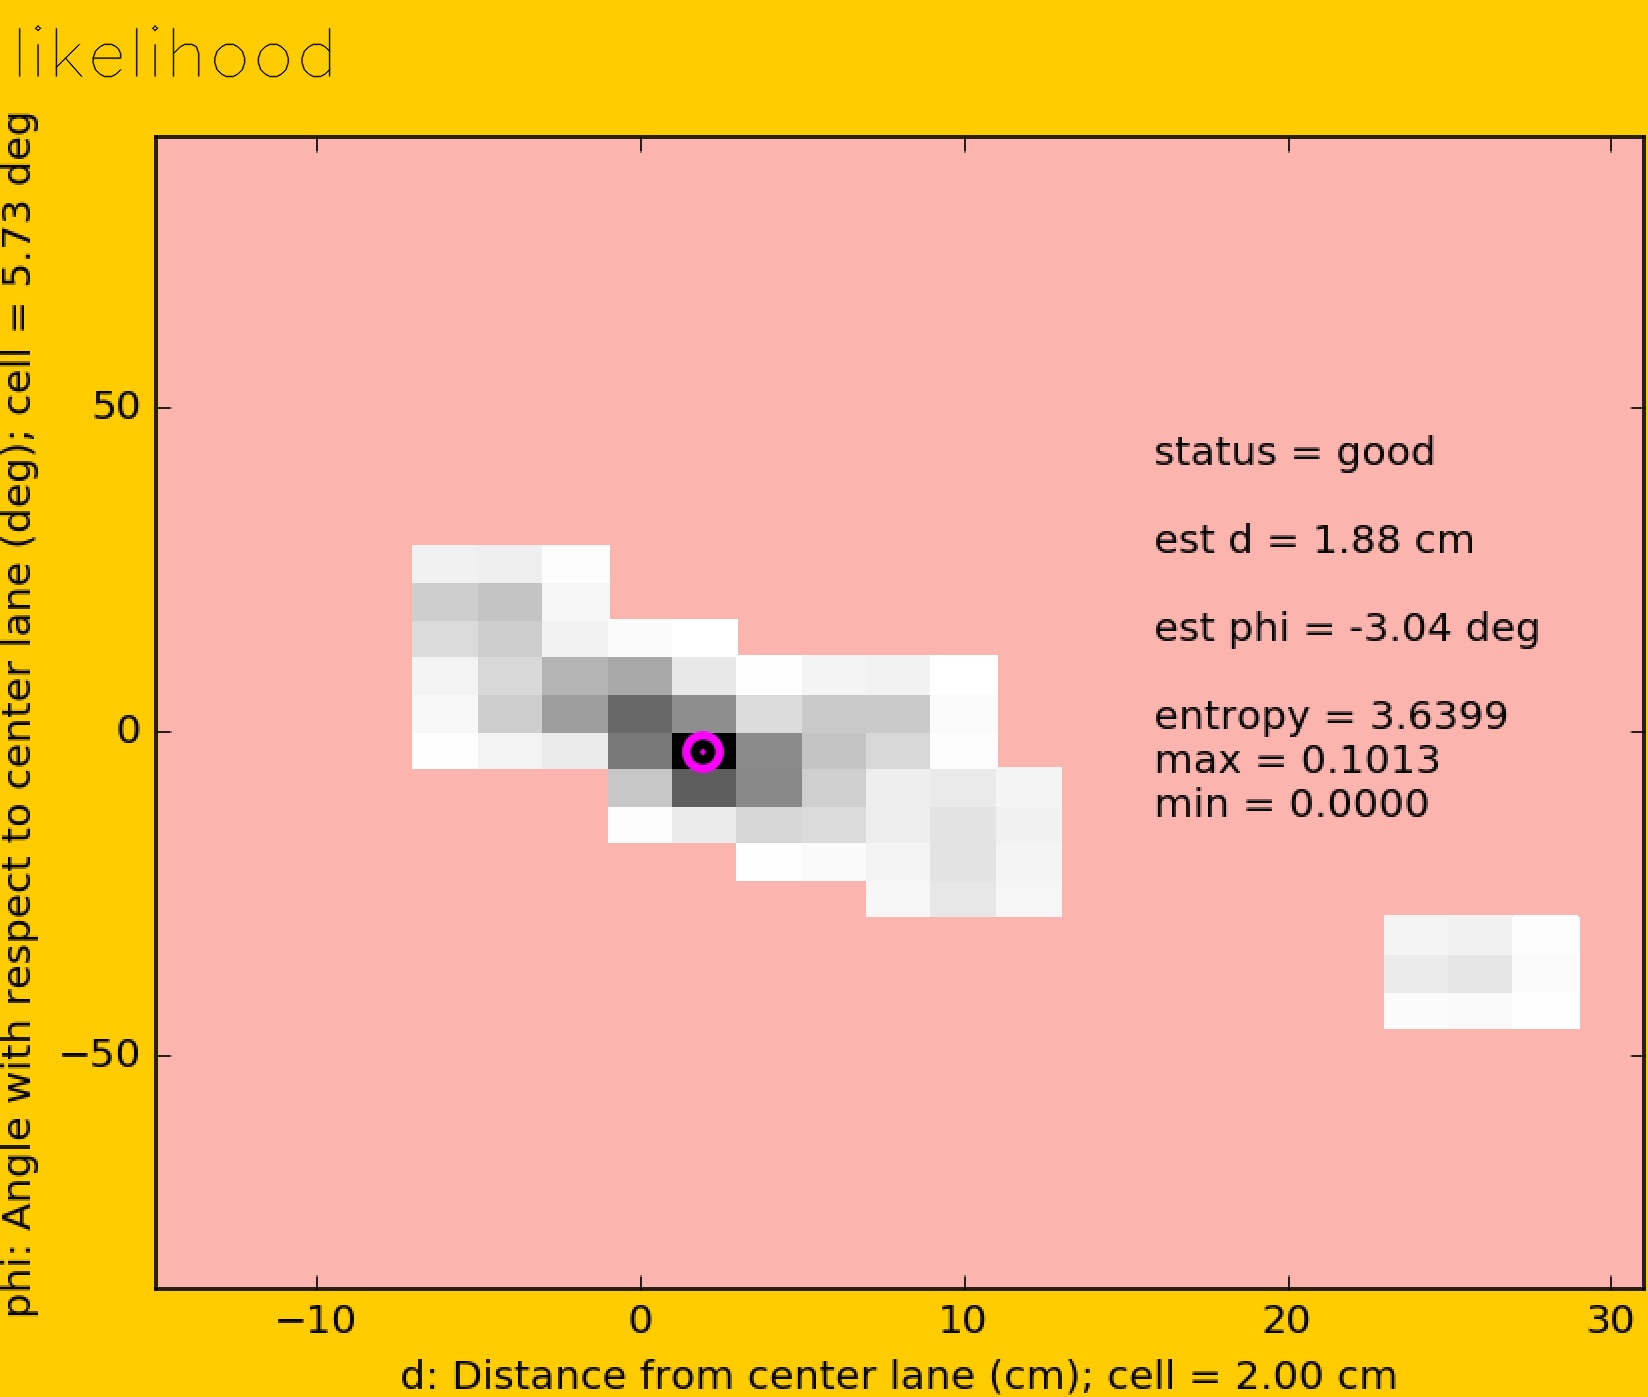 likelihood
phi: Angle with respect to center lane (deg); cell = 5.73 deg
50
0
−50
status = good
est d = 1.88 cm
est phi = -3.04 deg
entropy = 3.6399
max = 0.1013
min = 0.0000
−10 0 10 20 30
d: Distance from center lane (cm); cell = 2.00 cm